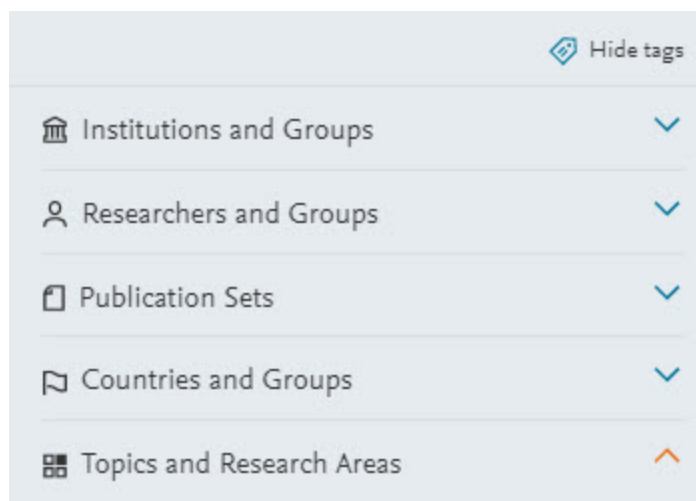 Hide tags
Institutions and Groups
Researchers and Groups
Publication Sets
Countries and Groups
Topics and Research Areas